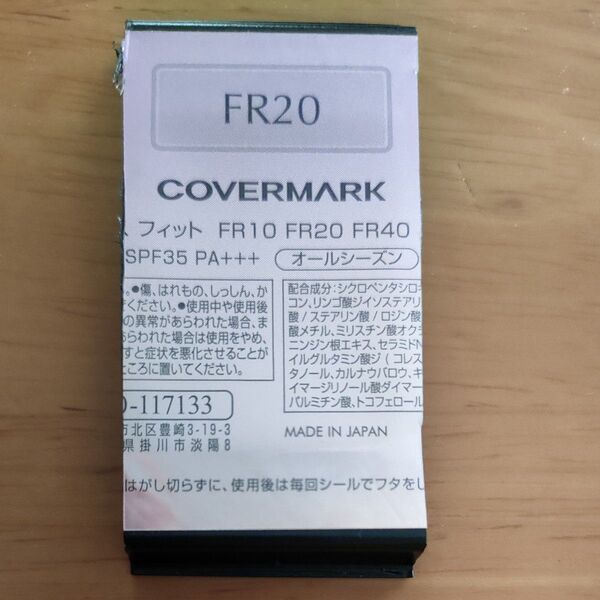 FR20
COVERMARK
フィット FR10 FR20 FR40
SPF35 PA+++ オールシーズン
。●傷、はれもの、しっしん、か
ください。●使用中や使用後
の異常があらわれた場合、ま
あらわれた場合は使用をやめ、
すと症状を悪化させることが
ところに置いてください。
配合成分:シクロペンタシロキ
コン、リンゴ酸ジイソステアリ
酸/ステアリン酸/ロジン酸
酸メチル、ミリスチン酸オク
ニンジン根エキス、セラミドN
イルグルタミン酸ジ(コレス
タノール、カルナウバロウ、キ
イマージリノール酸ダイマー
パルミチン酸、トコフェロール
-117133
市北区豊崎3-19-3
県掛川市淡陽8
MADE IN JAPAN
はがし切らずに、使用後は毎回シールでフタをし